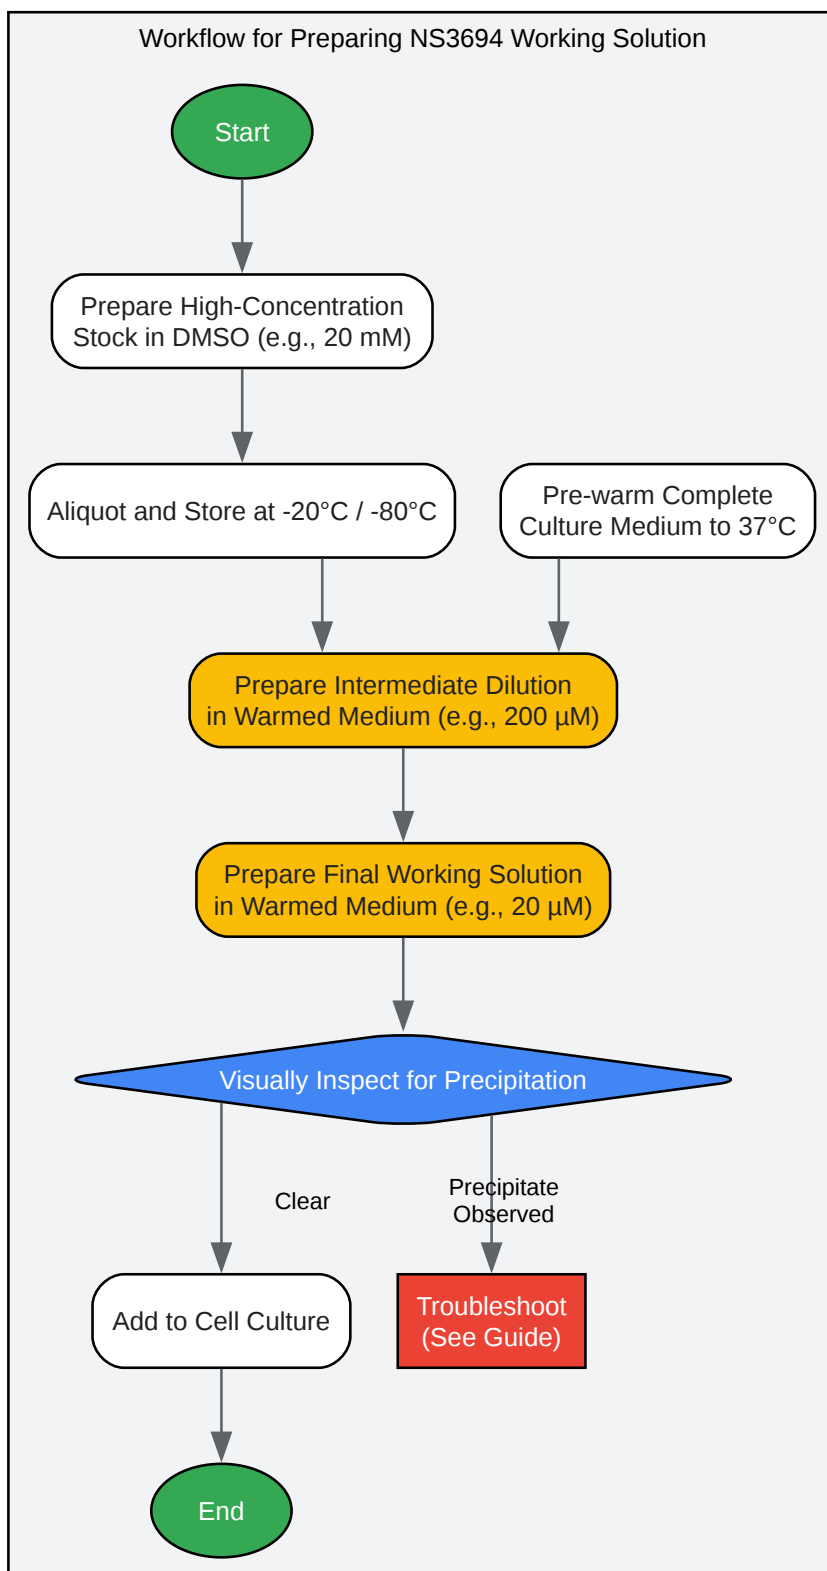 Workflow for Preparing NS3694 Working Solution
Start
Prepare High-Concentration
Stock in DMSO (e.g., 20 mM)
Aliquot and Store at -20°C / -80°C
Pre-warm Complete
Culture Medium to 37°C
Prepare Intermediate Dilution
in Warmed Medium (e.g., 200 µM)
Prepare Final Working Solution
in Warmed Medium (e.g., 20 µM)
Visually Inspect for Precipitation
Clear
Precipitate
Observed
Add to Cell Culture
Troubleshoot
(See Guide)
End